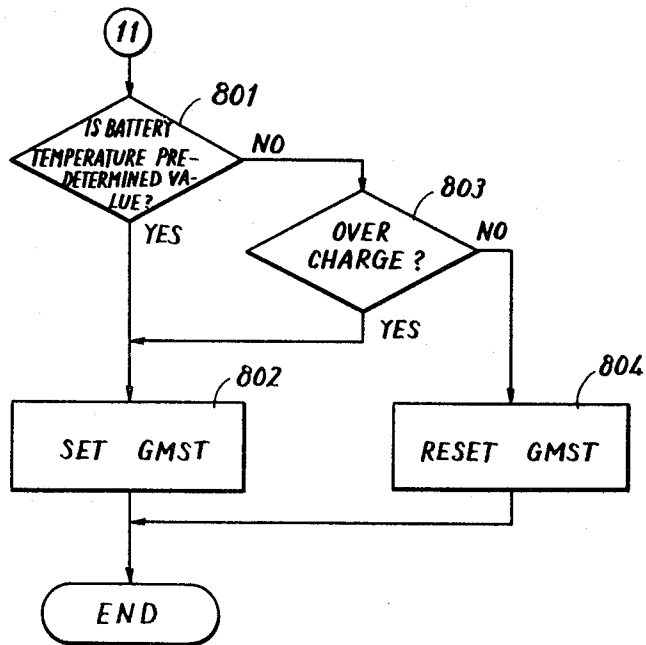 11
801
IS BATTERY
TEMPERATURE PRE-
DETERMINED VA-
LUE?
NO
YES
803
OVER
CHARGE?
NO
YES
802
SET GMST
804
RESET GMST
END